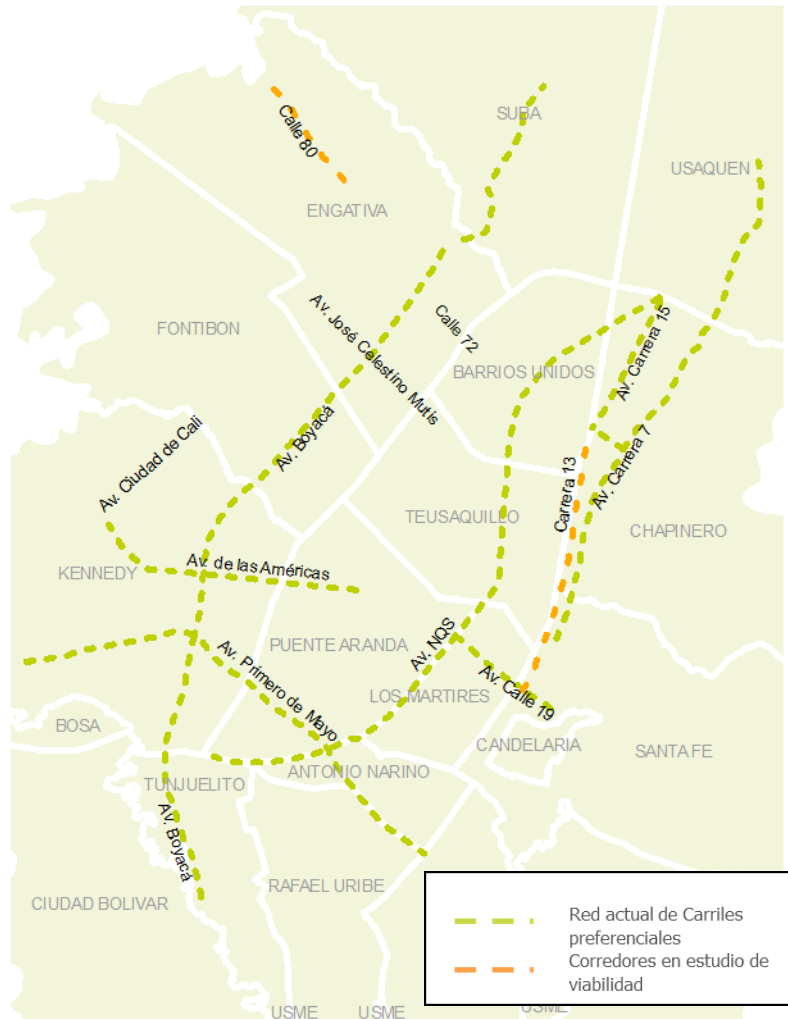 SUBA
Calle 80
USAQUEN
ENGATIVA
Av. José Celestino Mutis
Calle 72
FONTIBON
Av. Carrera 15
BARRIOS UNIDOS
Av. Boyacá
Av. Ciudad de Cali
Av. Carrera 7
Carrera 13
TEUSAQUILLO
CHAPINERO
KENNEDY
Av. de las Américas
PUENTE ARANDA
Av. NQS
Av. Primero de Mayo
LOS MARTIRES
Av. Calle 19
BOSA
CANDELARIA
SANTA FE
TUNJUELITO
ANTONIO NARINO
Av. Boyacá
RAFAEL URIBE
CIUDAD BOLIVAR
Red actual de Carriles
preferenciales
Corredores en estudio de
viabilidad
USME
USME
USME